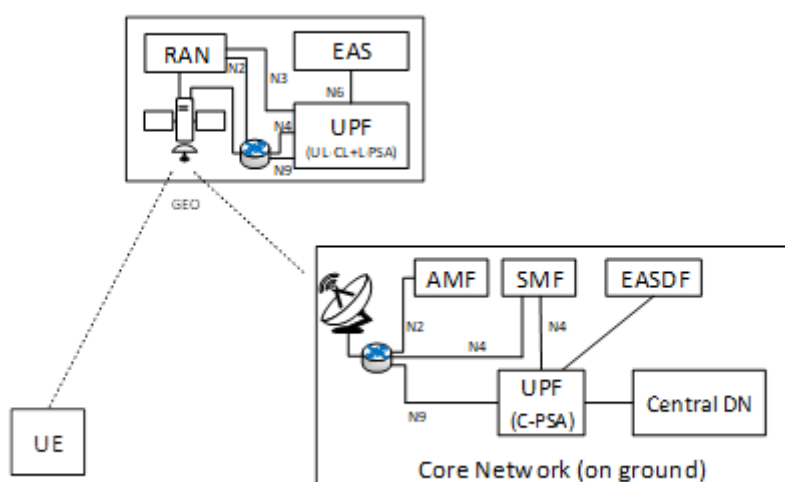 RAN
EAS
N2
N3
N6
N4
UPF
(UL-CL+L-PSA)
N9
GEO
AMF
SMF
EASDF
N2
N4
N4
N9
UPF
(C-PSA)
Central DN
UE
Core Network (on ground)